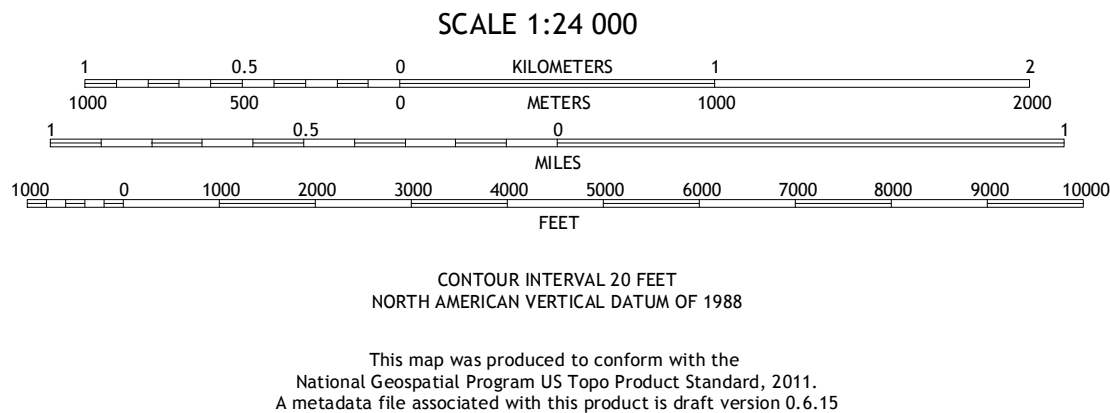 SCALE 1:24 000
1 0.5 0 KILOMETERS 1 2
1000 500 0 METERS 1000 2000
1 0.5 0 1
MILES
1000 0 1000 2000 3000 4000 5000 6000 7000 8000 9000 10000
FEET
CONTOUR INTERVAL 20 FEET
NORTH AMERICAN VERTICAL DATUM OF 1988
This map was produced to conform with the
National Geospatial Program US Topo Product Standard, 2011.
A metadata file associated with this product is draft version 0.6.15